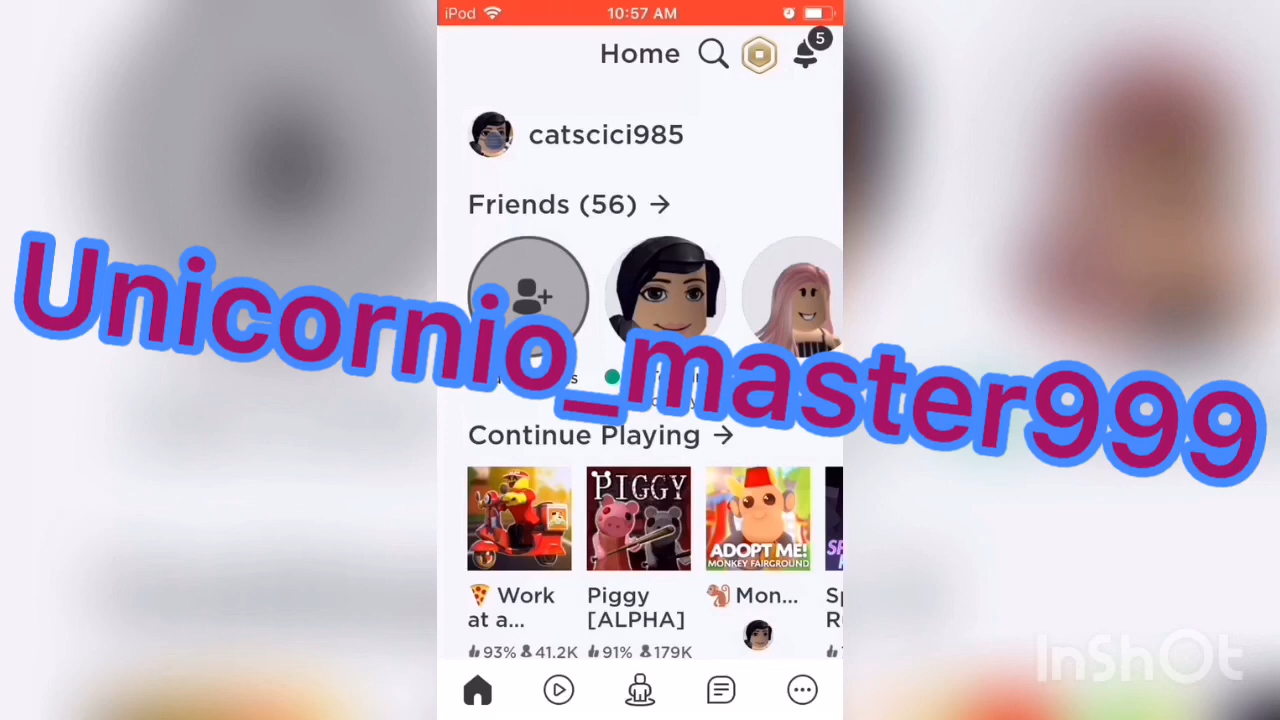 iPod 10:57 AM
Home 5
catscici985
Friends (56)
Unicornio_master999
Continue Playing
PIGGY
ADOPT ME!
MONKEY FAIRGROUND
Work at a...
Piggy [ALPHA]
Mon...
93% 41.2K
91% 179K
InShOt